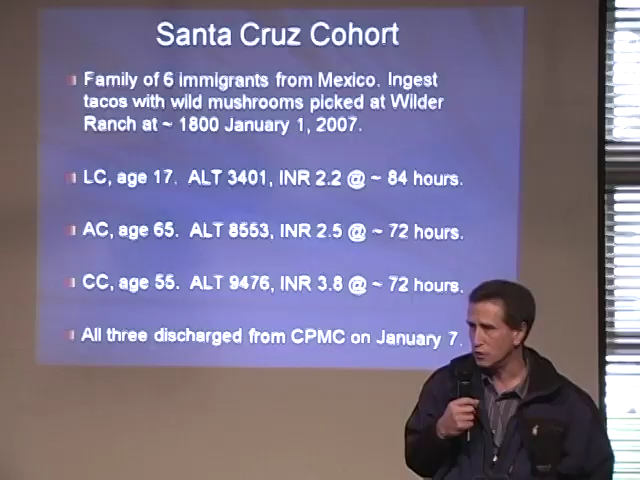 Santa Cruz Cohort
Family of 6 immigrants from Mexico. Ingest
tacos with wild mushrooms picked at Wilder
Ranch at ~ 1800 January 1, 2007.
LC, age 17. ALT 3401, INR 2.2 @ ~ 84 hours.
AC, age 65. ALT 8553, INR 2.5 @ ~ 72 hours.
CC, age 55. ALT 9476, INR 3.8 @ ~ 72 hours.
All three discharged from CPMC on January 7.